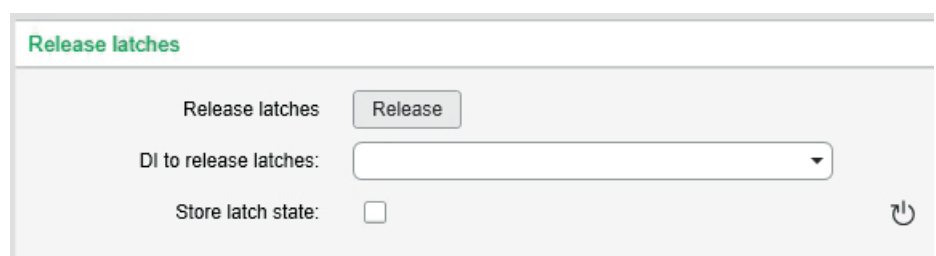 Release latches
Release latches Release
DI to release latches:
Store latch state: